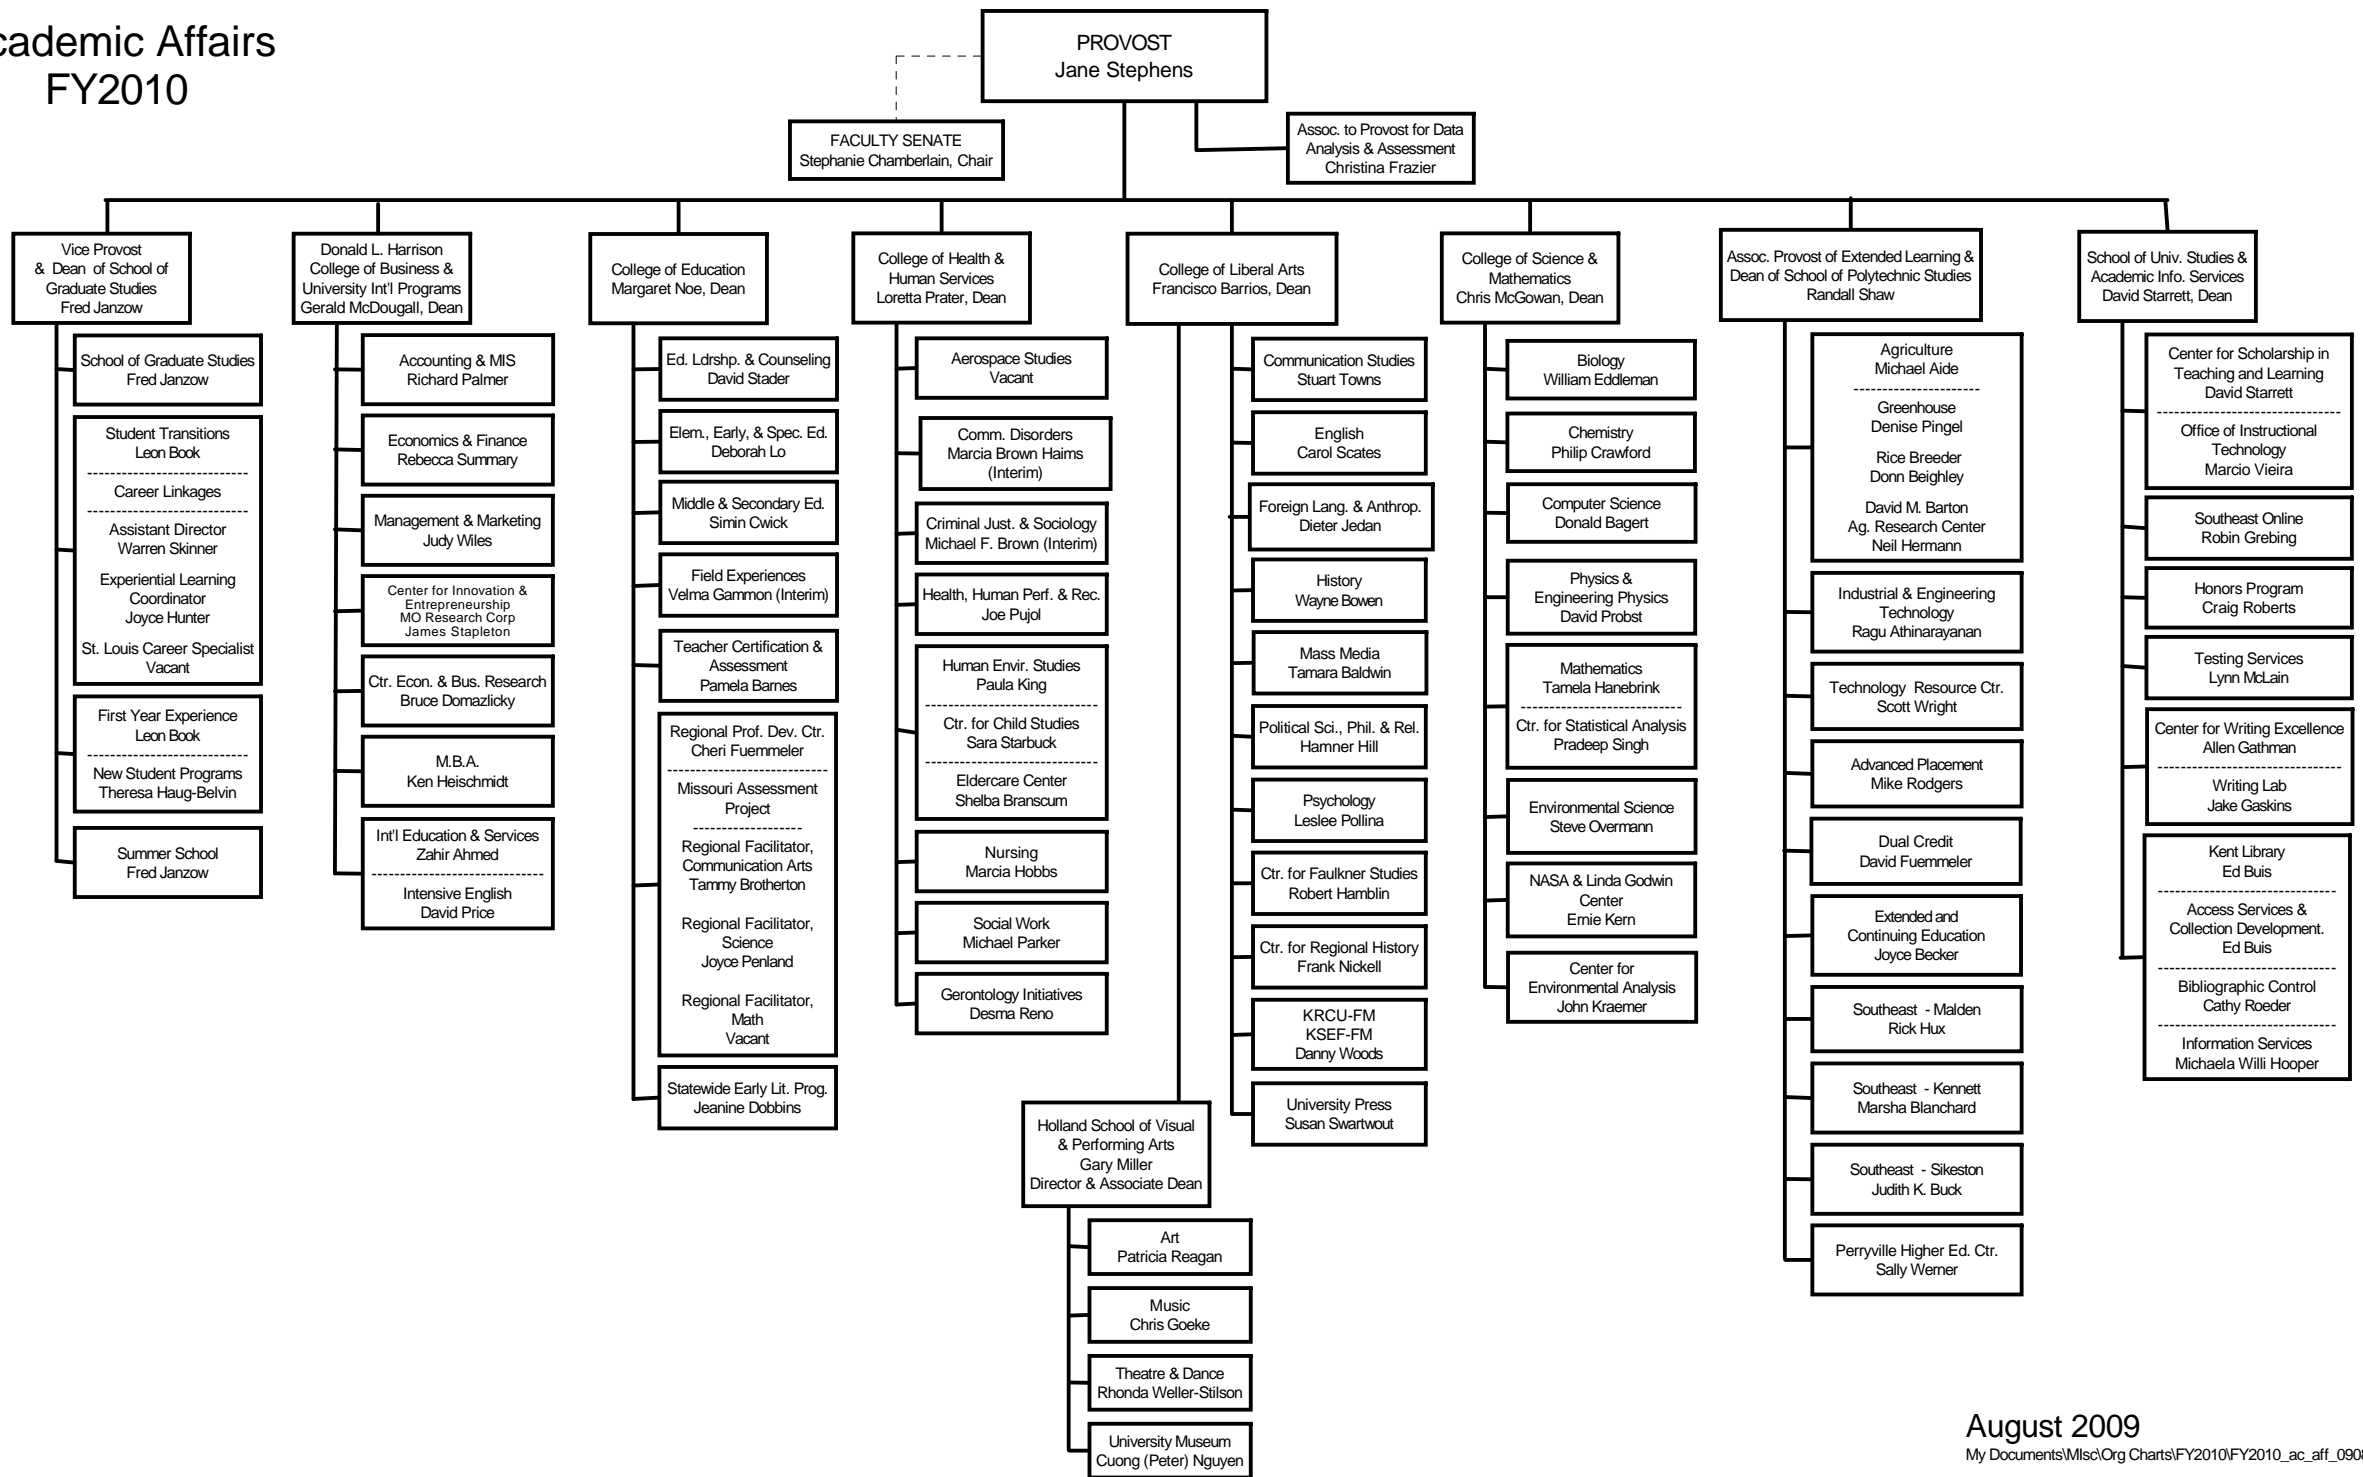 cademic Affairs
FY2010
PROVOST
Jane Stephens
FACULTY SENATE
Stephanie Chamberlain, Chair
Assoc. to Provost for Data
Analysis & Assessment
Christina Frazier
Vice Provost
& Dean of School of
Graduate Studies
Fred Janzow
School of Graduate Studies
Fred Janzow
Student Transitions
Leon Book
Career Linkages
Assistant Director
Warren Skinner
Experiential Learning
Coordinator
Joyce Hunter
St. Louis Career Specialist
Vacant
First Year Experience
Leon Book
New Student Programs
Theresa Haug-Belvin
Summer School
Fred Janzow
Donald L. Harrison
College of Business &
University Int'l Programs
Gerald McDougall, Dean
Accounting & MIS
Richard Palmer
Economics & Finance
Rebecca Summary
Management & Marketing
Judy Wiles
Center for Innovation &
Entrepreneurship
MO Research Corp
James Stapleton
Ctr. Econ. & Bus. Research
Bruce Domazlicky
M.B.A.
Ken Heischmidt
Int'l Education & Services
Zahir Ahmed
Intensive English
David Price
College of Education
Margaret Noe, Dean
Ed. Ldrshp. & Counseling
David Stader
Elem., Early, & Spec. Ed.
Deborah Lo
Middle & Secondary Ed.
Simin Cwick
Field Experiences
Velma Gammon (Interim)
Teacher Certification &
Assessment
Pamela Barnes
Regional Prof. Dev. Ctr.
Cheri Fuemmeler
Missouri Assessment
Project
Regional Facilitator,
Communication Arts
Tammy Brotherton
Regional Facilitator,
Science
Joyce Penland
Regional Facilitator,
Math
Vacant
Statewide Early Lit. Prog.
Jeanine Dobbins
College of Health &
Human Services
Loretta Prater, Dean
Aerospace Studies
Vacant
Comm. Disorders
Marcia Brown Haims
(Interim)
Criminal Just. & Sociology
Michael F. Brown (Interim)
Health, Human Perf. & Rec.
Joe Pujol
Human Envir. Studies
Paula King
Ctr. for Child Studies
Sara Starbuck
Eldercare Center
Shelba Branscum
Nursing
Marcia Hobbs
Social Work
Michael Parker
Gerontology Initiatives
Desma Reno
College of Liberal Arts
Francisco Barrios, Dean
Communication Studies
Stuart Towns
English
Carol Scates
Foreign Lang. & Anthrop.
Dieter Jedan
History
Wayne Bowen
Mass Media
Tamara Baldwin
Political Sci., Phil. & Rel.
Hamner Hill
Psychology
Leslee Pollina
Ctr. for Faulkner Studies
Robert Hamblin
Ctr. for Regional History
Frank Nickell
KRCU-FM
KSEF-FM
Danny Woods
University Press
Susan Swartwout
Holland School of Visual
& Performing Arts
Gary Miller
Director & Associate Dean
Art
Patricia Reagan
Music
Chris Goeke
Theatre & Dance
Rhonda Weller-Stilson
University Museum
Cuong (Peter) Nguyen
College of Science &
Mathematics
Chris McGowan, Dean
Biology
William Eddleman
Chemistry
Philip Crawford
Computer Science
Donald Bagert
Physics &
Engineering Physics
David Probst
Mathematics
Tamela Hanebrink
Ctr. for Statistical Analysis
Pradeep Singh
Environmental Science
Steve Overmann
NASA & Linda Godwin
Center
Ernie Kern
Center for
Environmental Analysis
John Kraemer
Assoc. Provost of Extended Learning &
Dean of School of Polytechnic Studies
Randall Shaw
Agriculture
Michael Aide
Greenhouse
Denise Pingel
Rice Breeder
Donn Beighley
David M. Barton
Ag. Research Center
Neil Hermann
Industrial & Engineering
Technology
Ragu Athinarayanan
Technology Resource Ctr.
Scott Wright
Advanced Placement
Mike Rodgers
Dual Credit
David Fuemmeler
Extended and
Continuing Education
Joyce Becker
Southeast - Malden
Rick Hux
Southeast - Kennett
Marsha Blanchard
Southeast - Sikeston
Judith K. Buck
Perryville Higher Ed. Ctr.
Sally Werner
School of Univ. Studies &
Academic Info. Services
David Starrett, Dean
Center for Scholarship in
Teaching and Learning
David Starrett
Office of Instructional
Technology
Marcio Vieira
Southeast Online
Robin Grebing
Honors Program
Craig Roberts
Testing Services
Lynn McLain
Center for Writing Excellence
Allen Gathman
Writing Lab
Jake Gaskins
Kent Library
Ed Buis
Access Services &
Collection Development.
Ed Buis
Bibliographic Control
Cathy Roeder
Information Services
Michaela Willi Hooper
August 2009
My Documents\MIsc\Org Charts\FY2010\FY2010_ac_aff_090